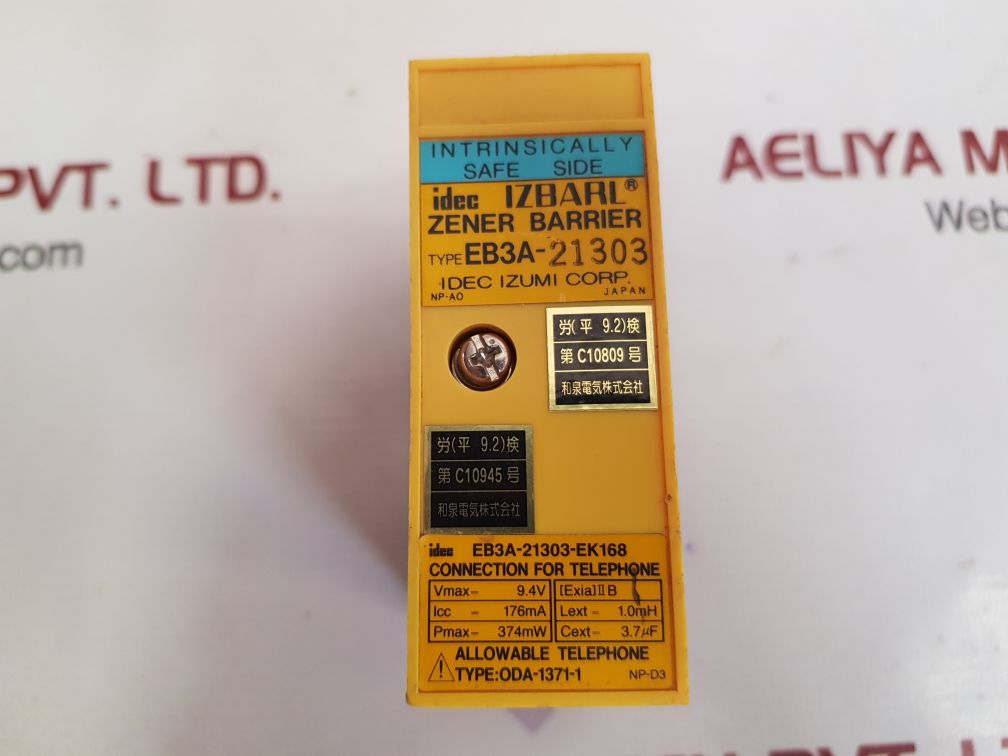 PVT. LTD.
.com
AELIYA M
Web
INTRINSICALLY
SAFE SIDE
idec IZBARL®
ZENER BARRIER
TYPE EB3A-21303
IDEC IZUMI CORP.
NP-AO JAPAN
労(平 9.2)検
第 C10809 号
和泉電気株式会社
労(平 9.2)検
第 C10945 号
和泉電気株式会社
idec EB3A-21303-EK168
CONNECTION FOR TELEPHONE
Vmax= 9.4V [Exia]ⅡB
Icc = 176mA Lext= 1.0mH
Pmax= 374mW Cext= 3.7μF
⚠ ALLOWABLE TELEPHONE
TYPE:ODA-1371-1 NP-D3